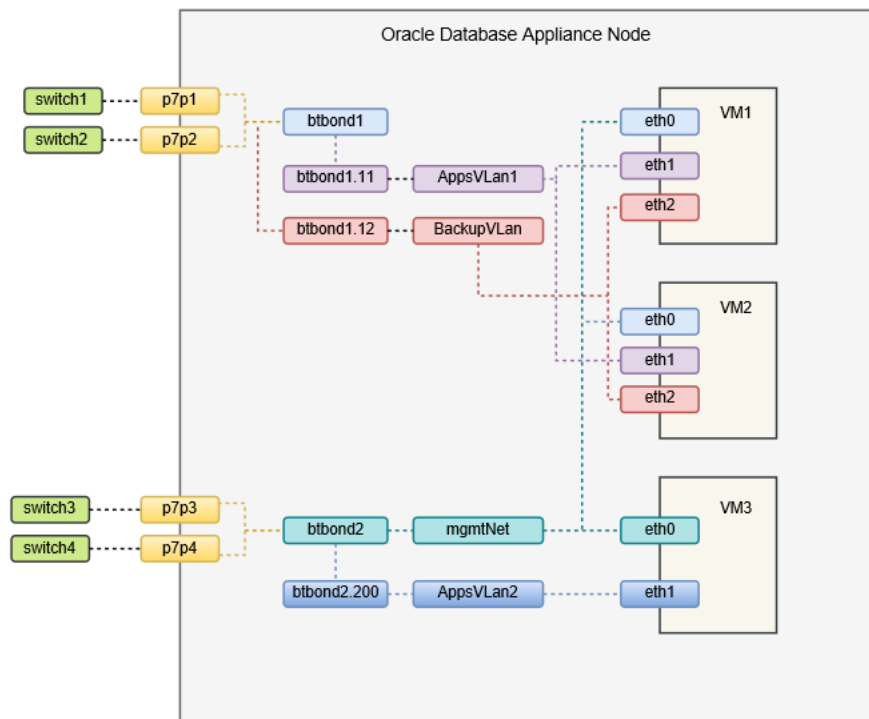 Oracle Database Appliance Node
switch1
p7p1
btbond1
eth0
VM1
switch2
p7p2
btbond1.11
AppsVLan1
eth1
btbond1.12
BackupVLan
eth2
VM2
eth0
eth1
eth2
switch3
p7p3
btbond2
mgmtNet
eth0
VM3
switch4
p7p4
btbond2.200
AppsVLan2
eth1